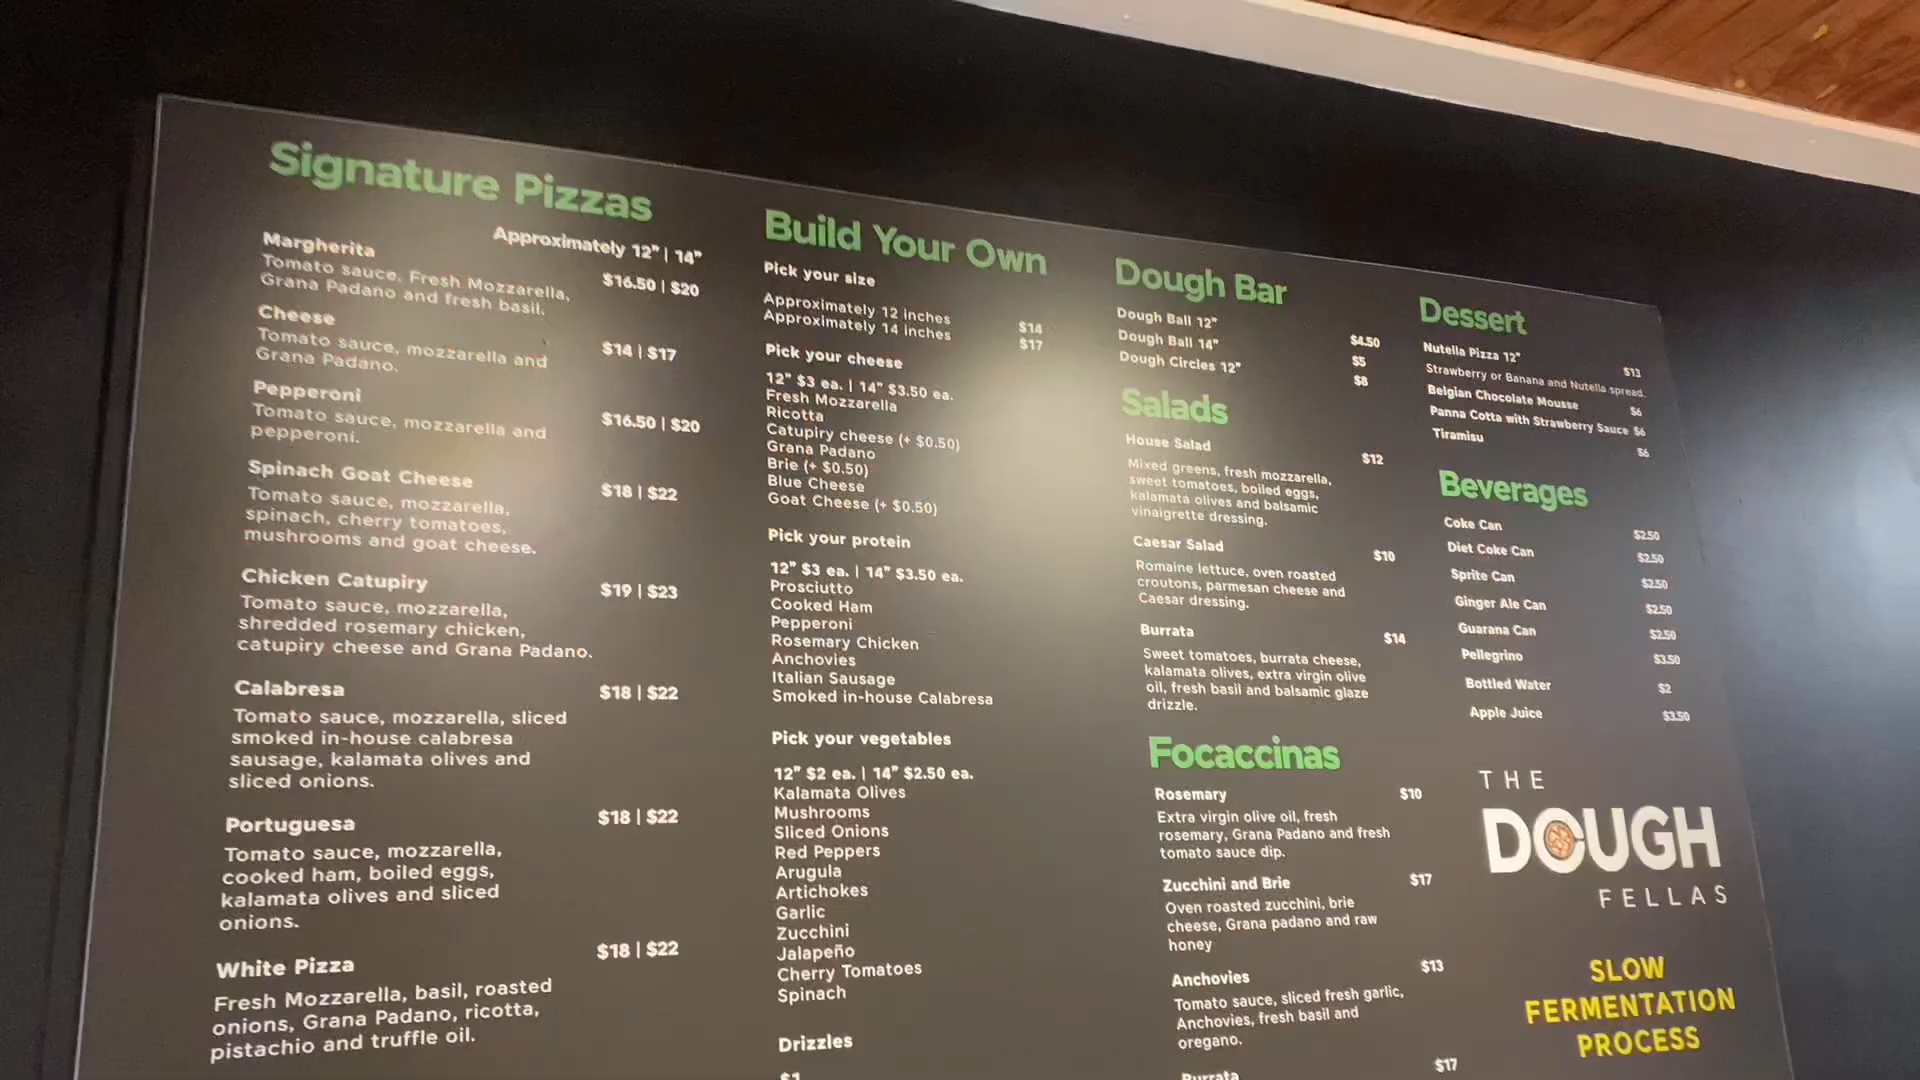 Signature Pizzas
Approximately 12" | 14"
Margherita
$16.50 | $20
Tomato sauce, Fresh Mozzarella,
Grana Padano and fresh basil.
Cheese
$14 | $17
Tomato sauce, mozzarella and
Grana Padano.
Pepperoni
$16.50 | $20
Tomato sauce, mozzarella and
pepperoni.
Spinach Goat Cheese
$18 | $22
Tomato sauce, mozzarella,
spinach, cherry tomatoes,
mushrooms and goat cheese.
Chicken Catupiry
$19 | $23
Tomato sauce, mozzarella,
shredded rosemary chicken,
catupiry cheese and Grana Padano.
Calabresa
$18 | $22
Tomato sauce, mozzarella, sliced
smoked in-house calabresa
sausage, kalamata olives and
sliced onions.
Portuguesa
$18 | $22
Tomato sauce, mozzarella,
cooked ham, boiled eggs,
kalamata olives and sliced
onions.
White Pizza
$18 | $22
Fresh Mozzarella, basil, roasted
onions, Grana Padano, ricotta,
pistachio and truffle oil.
Build Your Own
Pick your size
Approximately 12 inches $14
Approximately 14 inches $17
Pick your cheese
12" $3 ea. | 14" $3.50 ea.
Fresh Mozzarella
Ricotta
Catupiry cheese (+ $0.50)
Grana Padano
Brie (+ $0.50)
Blue Cheese
Goat Cheese (+ $0.50)
Pick your protein
12" $3 ea. | 14" $3.50 ea.
Prosciutto
Cooked Ham
Pepperoni
Rosemary Chicken
Anchovies
Italian Sausage
Smoked in-house Calabresa
Pick your vegetables
12" $2 ea. | 14" $2.50 ea.
Kalamata Olives
Mushrooms
Sliced Onions
Red Peppers
Arugula
Artichokes
Garlic
Zucchini
Jalapeño
Cherry Tomatoes
Spinach
Drizzles
$1
Dough Bar
Dough Ball 12" $4.50
Dough Ball 14" $5
Dough Circles 12" $8
Salads
House Salad $12
Mixed greens, fresh mozzarella,
sweet tomatoes, boiled eggs,
kalamata olives and balsamic
vinaigrette dressing.
Caesar Salad $10
Romaine lettuce, oven roasted
croutons, parmesan cheese and
Caesar dressing.
Burrata $14
Sweet tomatoes, burrata cheese,
kalamata olives, extra virgin olive
oil, fresh basil and balsamic glaze
drizzle.
Focaccinas
Rosemary $10
Extra virgin olive oil, fresh
rosemary, Grana Padano and fresh
tomato sauce dip.
Zucchini and Brie $17
Oven roasted zucchini, brie
cheese, Grana padano and raw
honey
Anchovies $13
Tomato sauce, sliced fresh garlic,
Anchovies, fresh basil and
oregano.
Burrata $17
Dessert
Nutella Pizza 12" $13
Strawberry or Banana and Nutella spread.
Belgian Chocolate Mousse $6
Panna Cotta with Strawberry Sauce $6
Tiramisu $6
Beverages
Coke Can $2.50
Diet Coke Can $2.50
Sprite Can $2.50
Ginger Ale Can $2.50
Guarana Can $2.50
Pellegrino $3.50
Bottled Water $2
Apple Juice $3.50
THE
DOUGH
FELLAS
SLOW
FERMENTATION
PROCESS